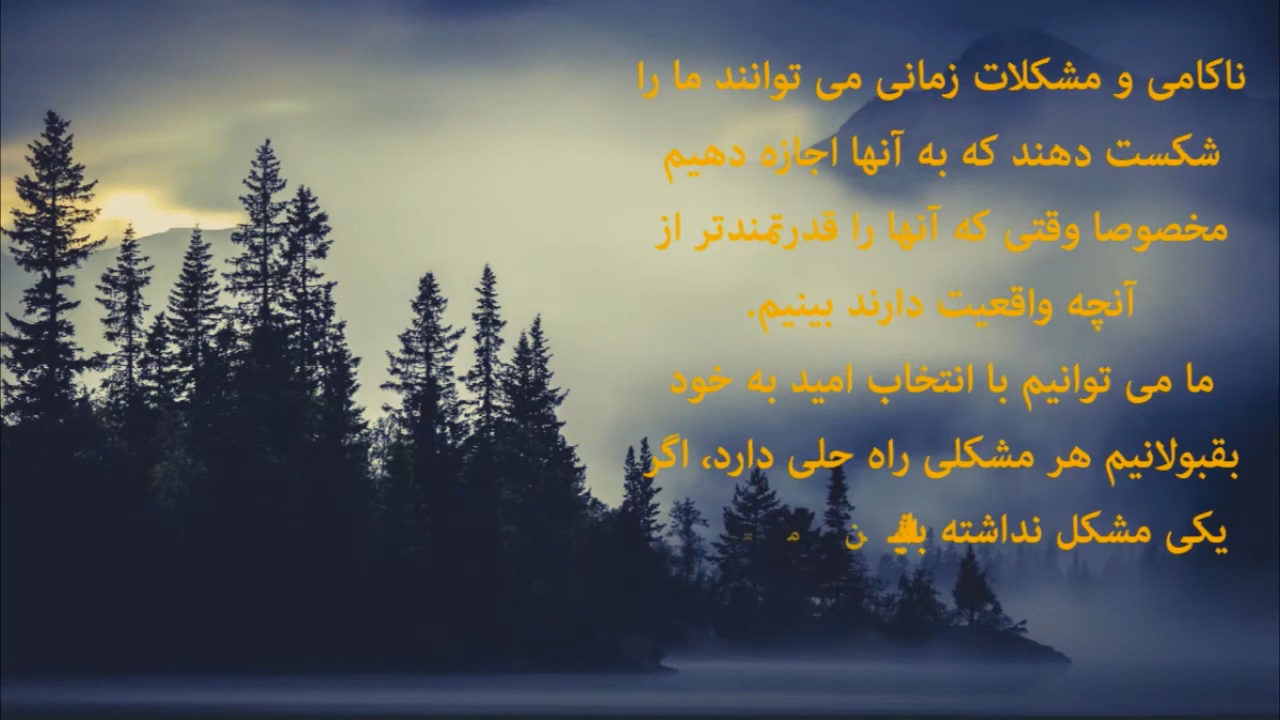 ناکامی و مشکلات زمانی می توانند ما را
شکست دهند که به آنها اجازه دهیم
مخصوصا وقتی که آنها را قدرتمندتر از
آنچه واقعیت دارند بینیم.
ما می توانیم با انتخاب امید به خود
بقبولانیم هر مشکلی راه حلی دارد، اگر
یکی مشکل نداشته